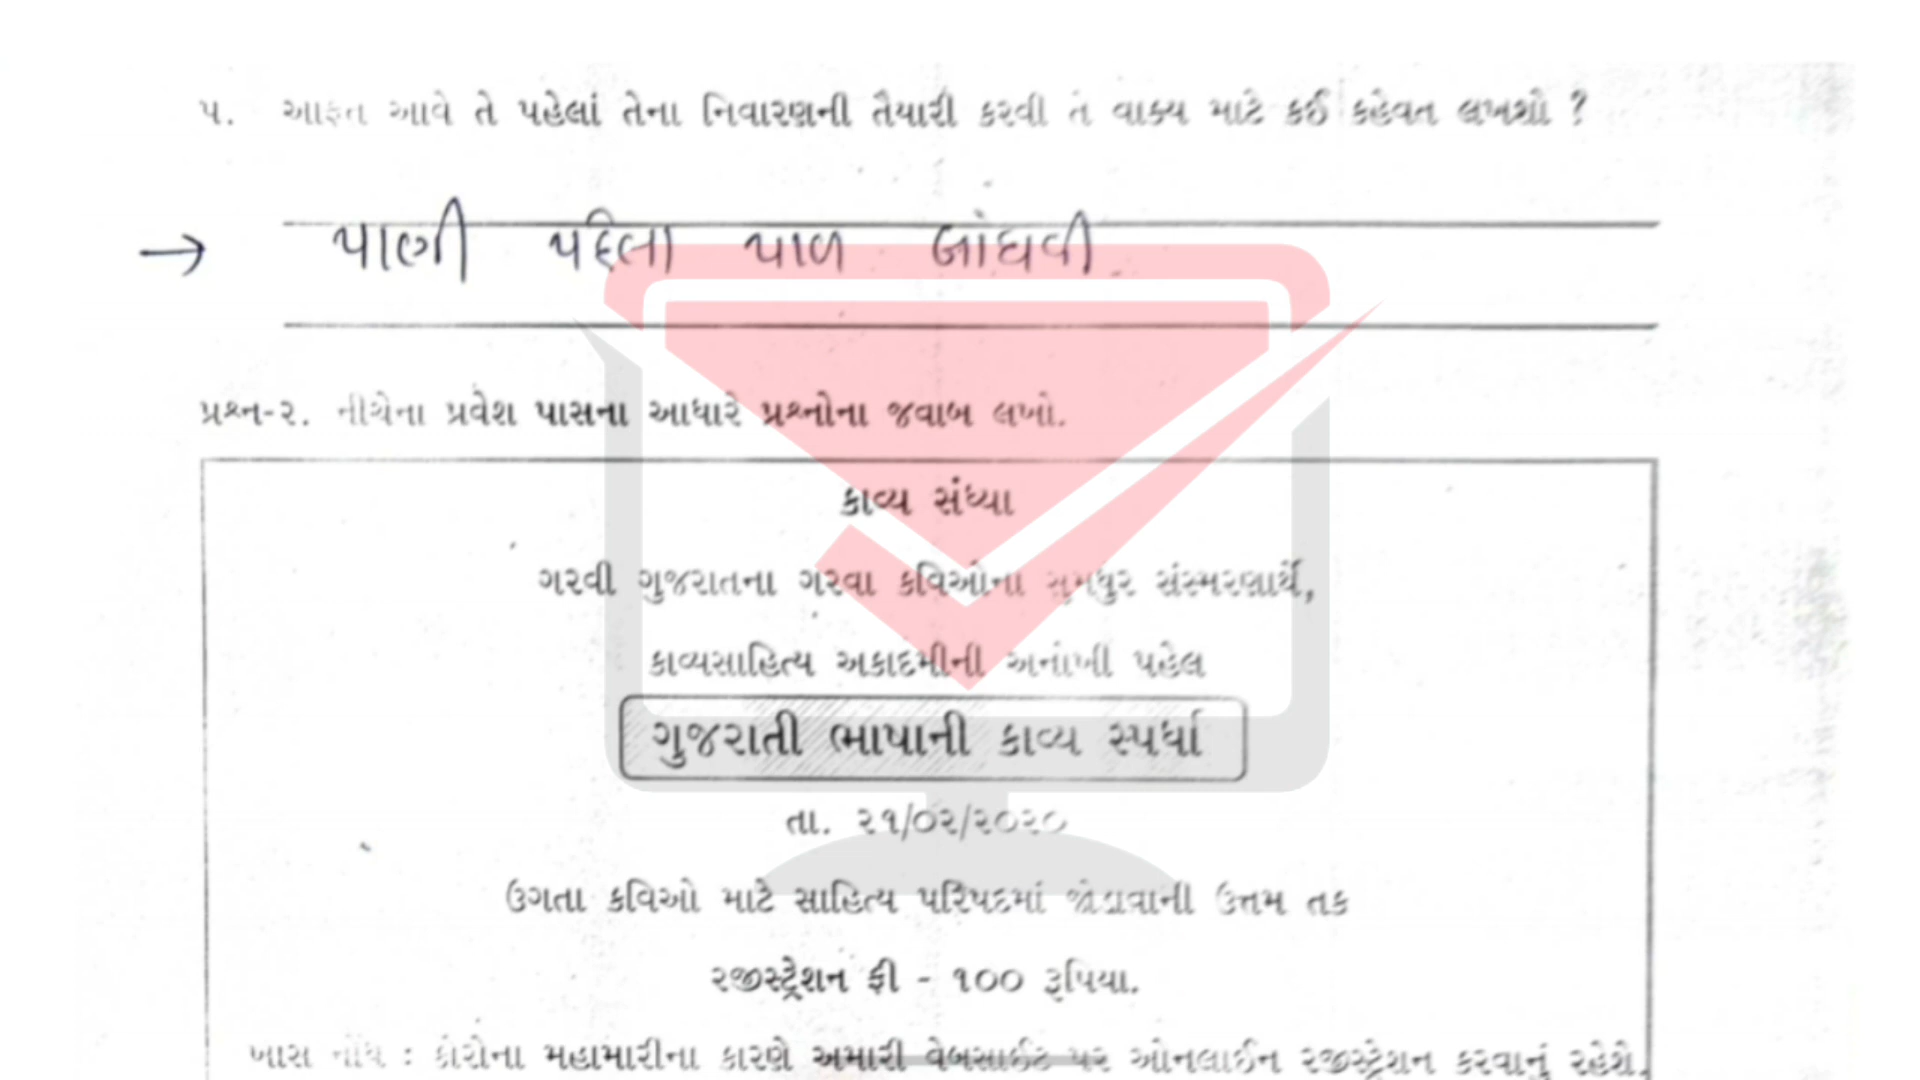 ૫. આફત આવે તે પહેલાં તેના નિવારણની તૈયારી કરવી તે વાક્ય માટે કઈ કહેવત લખશો ?
→ પાણી પહેલા પાળ બાંધવી
પ્રશ્ન-૨. નીચેના પ્રવેશ પાસના આધારે પ્રશ્નોના જવાબ લખો.
કાવ્ય સંધ્યા
ગરવી ગુજરાતના ગરવા કવિઓના સુમધુર સંસ્મરણાર્થે,
કાવ્યસાહિત્ય અકાદમીની અનોખી પહેલ
ગુજરાતી ભાષાની કાવ્ય સ્પર્ધા
તા. ૨૧/૦૨/૨૦૨૦
ઉગતા કવિઓ માટે સાહિત્ય પરિષદમાં જોડાવાની ઉત્તમ તક
રજીસ્ટ્રેશન ફી - ૧૦૦ રૂપિયા.
ખાસ નોંધ : કોરોના મહામારીના કારણે અમારી વેબસાઈટ પર ઓનલાઈન રજીસ્ટ્રેશન કરવાનું રહેશે.